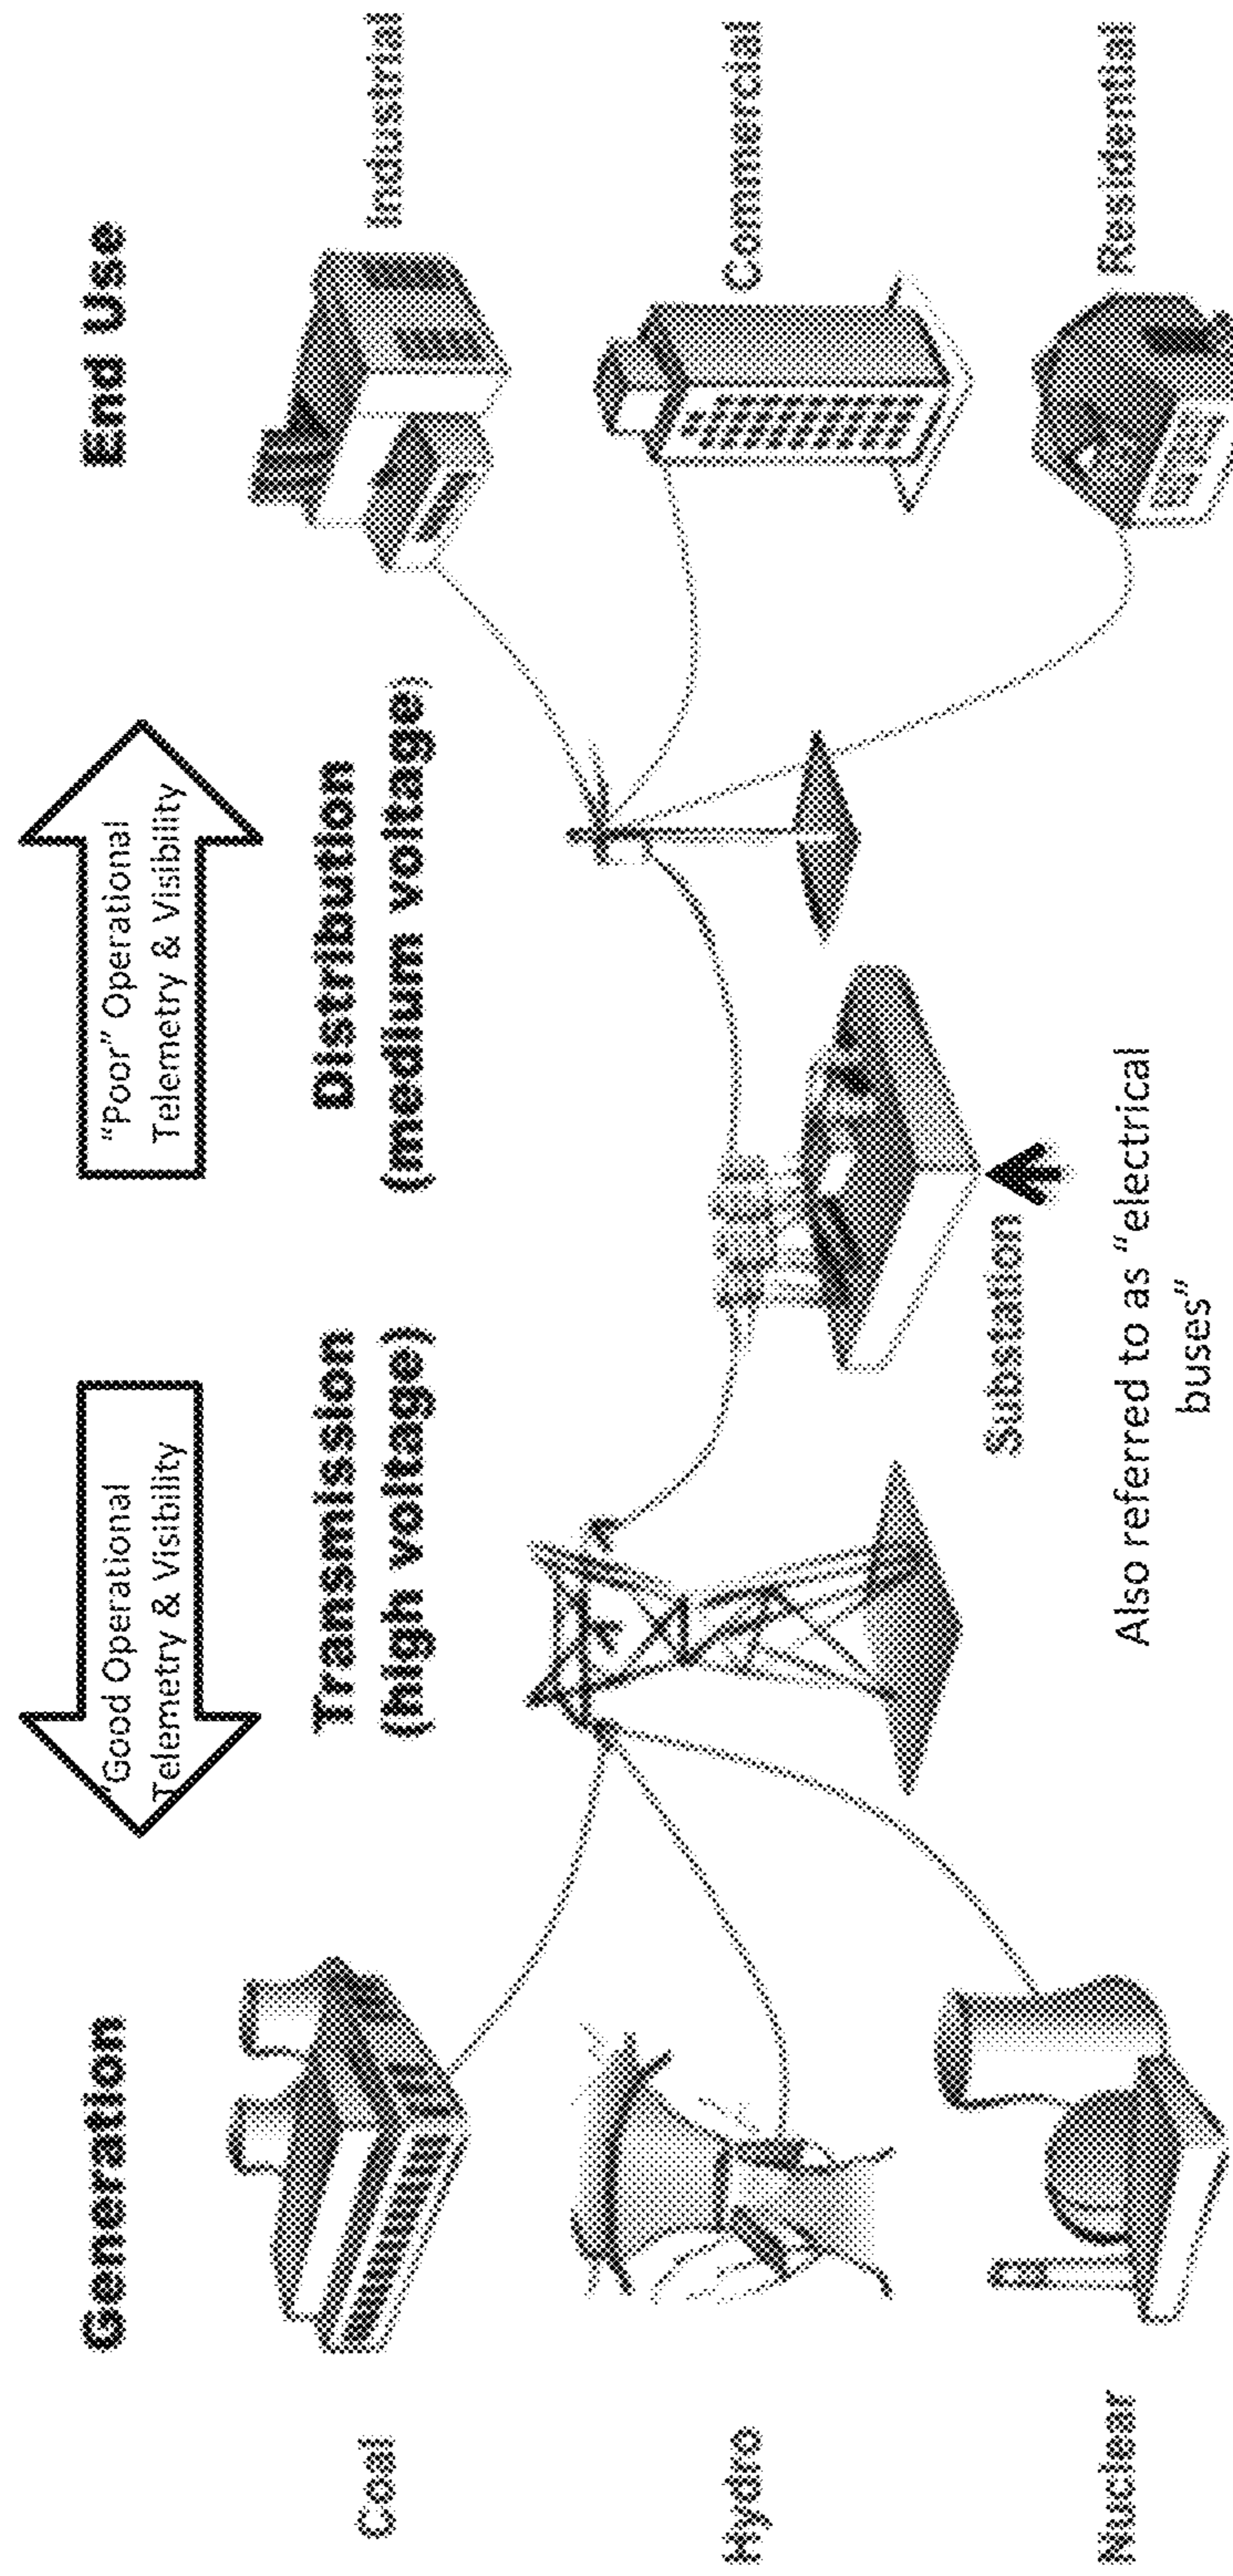 Generation
"Good Operational
Telemetry & Visibility
"Poor" Operational
Telemetry & Visibility
End Use
Transmission
(high voltage)
Distribution
(medium voltage)
Coal
Industrial
Hydro
Commercial
Nuclear
Residential
Substation
Also referred to as "electrical
buses"